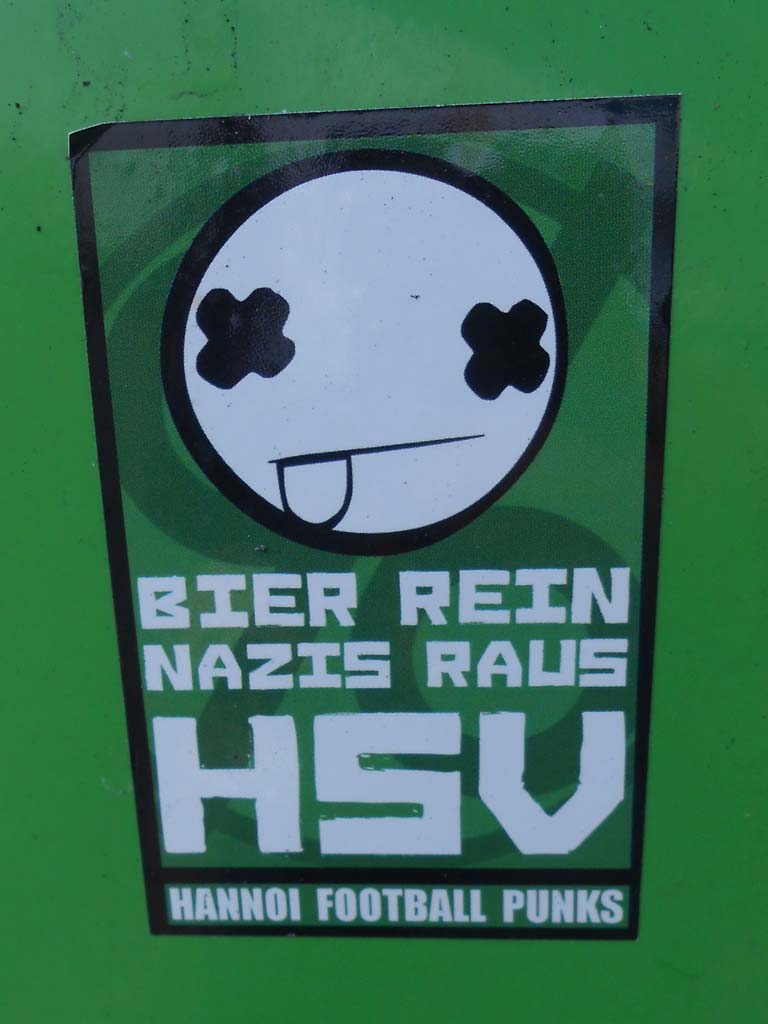 BIER REIN
NAZIS RAUS
HSV
HANNOI FOOTBALL PUNKS